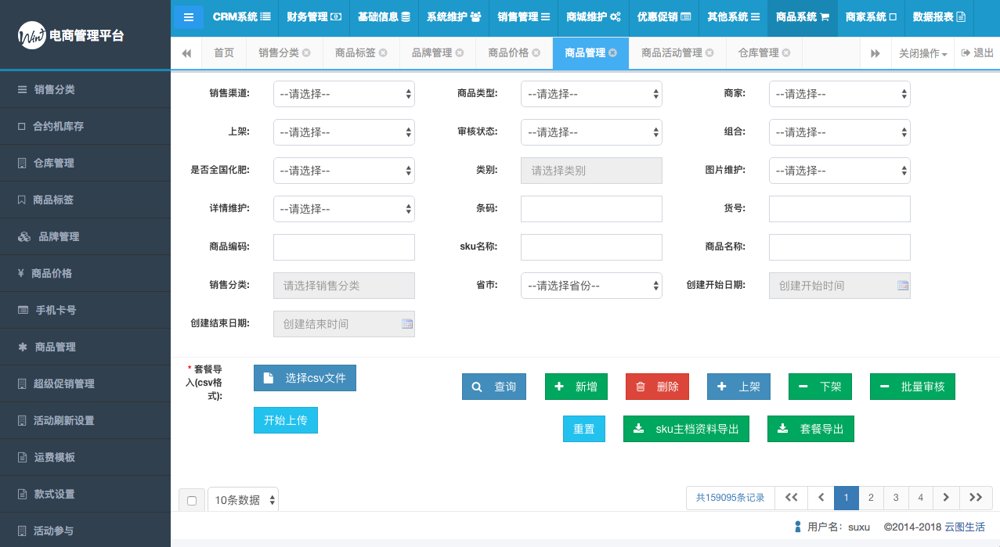 Win+ 电商管理平台
CRM系统 财务管理 基础信息 系统维护 销售管理 商城维护 优惠促销 其他系统 商品系统 商家系统 数据报表
首页 销售分类 商品标签 品牌管理 商品价格 商品管理 商品活动管理 仓库管理 关闭操作 退出
销售分类
合约机库存
仓库管理
商品标签
品牌管理
¥ 商品价格
手机卡号
商品管理
超级促销管理
活动刷新设置
运费模板
款式设置
活动参与
销售渠道: --请选择-- 商品类型: --请选择-- 商家: --请选择--
上架: --请选择-- 审核状态: --请选择-- 组合: --请选择--
是否全国化肥: --请选择-- 类别: 请选择类别 图片维护: --请选择--
详情维护: --请选择-- 条码: 货号:
商品编码: sku名称: 商品名称:
销售分类: 请选择销售分类 省市: --请选择省份-- 创建开始日期: 创建开始时间
创建结束日期: 创建结束时间
* 套餐导
入(csv格
式):
选择csv文件 查询 新增 删除 上架 下架 批量审核
开始上传 重置 sku主档资料导出 套餐导出
10条数据 共159095条记录 1 2 3 4
用户名: suxu ©2014-2018 云图生活